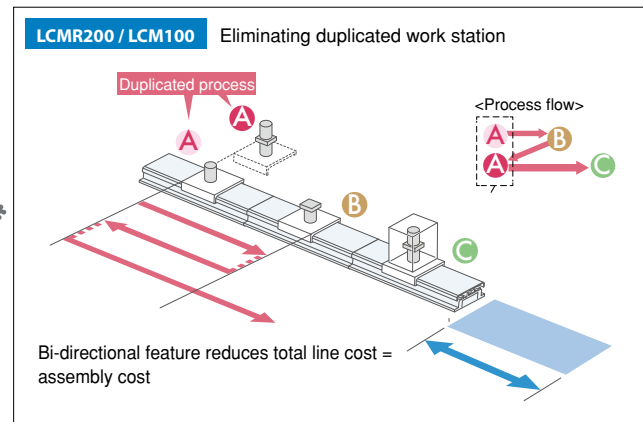 LCMR200 / LCM100 Eliminating duplicated work station
Duplicated process
A
A
B
C
<Process flow>
A
B
A
C
Bi-directional feature reduces total line cost =
assembly cost